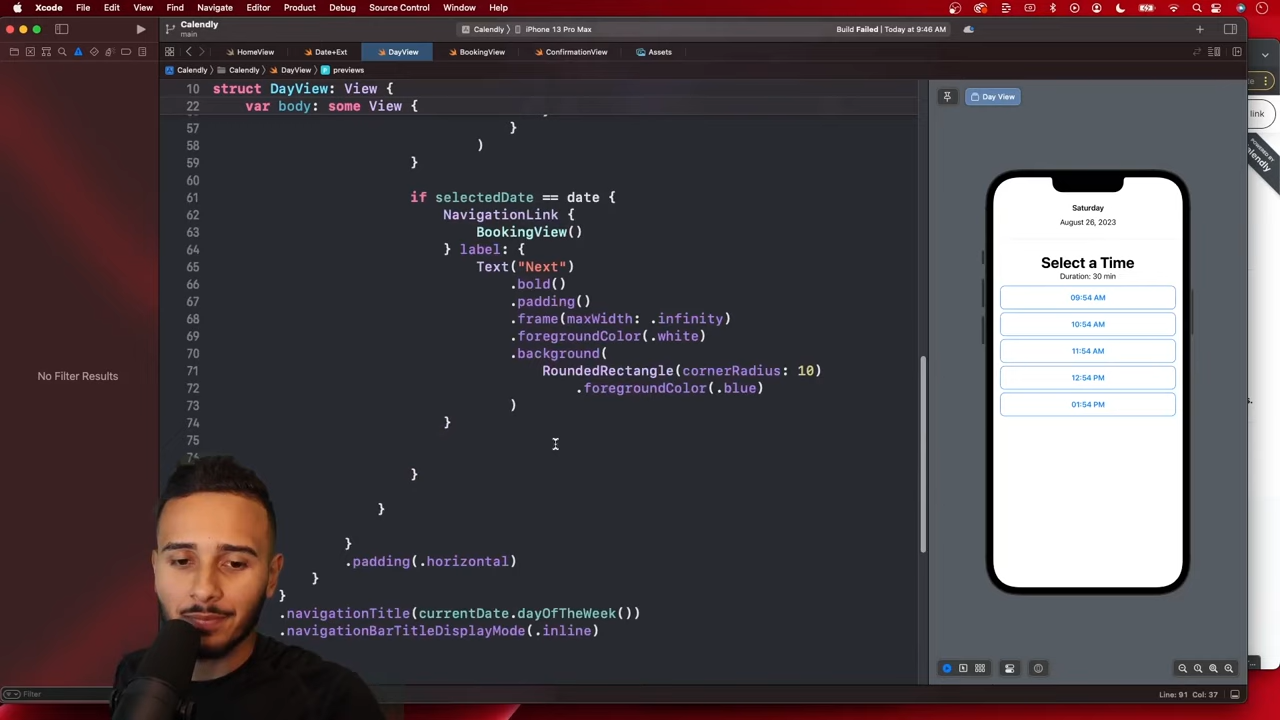 Xcode File Edit View Find Navigate Editor Product Debug Source Control Window Help
Calendly
main
Calendly
iPhone 13 Pro Max
Build Failed | Today at 9:46 AM
HomeView
Date+Ext
DayView
BookingView
ConfirmationView
Assets
Calendly
Calendly
DayView
previews
10 struct DayView: View {
22 var body: some View {
57 }
58 )
59 }
60
61 if selectedDate == date {
62 NavigationLink {
63 BookingView()
64 } label: {
65 Text("Next")
66 .bold()
67 .padding()
68 .frame(maxWidth: .infinity)
69 .foregroundColor(.white)
70 .background(
71 RoundedRectangle(cornerRadius: 10)
72 .foregroundColor(.blue)
73 )
74 }
75
}
}
}
.padding(.horizontal)
}
}
.navigationTitle(currentDate.dayOfTheWeek())
.navigationBarTitleDisplayMode(.inline)
No Filter Results
Filter
Day View
Saturday
August 26, 2023
Select a Time
Duration: 30 min
09:54 AM
10:54 AM
11:54 AM
12:54 PM
01:54 PM
link
POWERED BY
Calendly
Line: 91 Col: 37